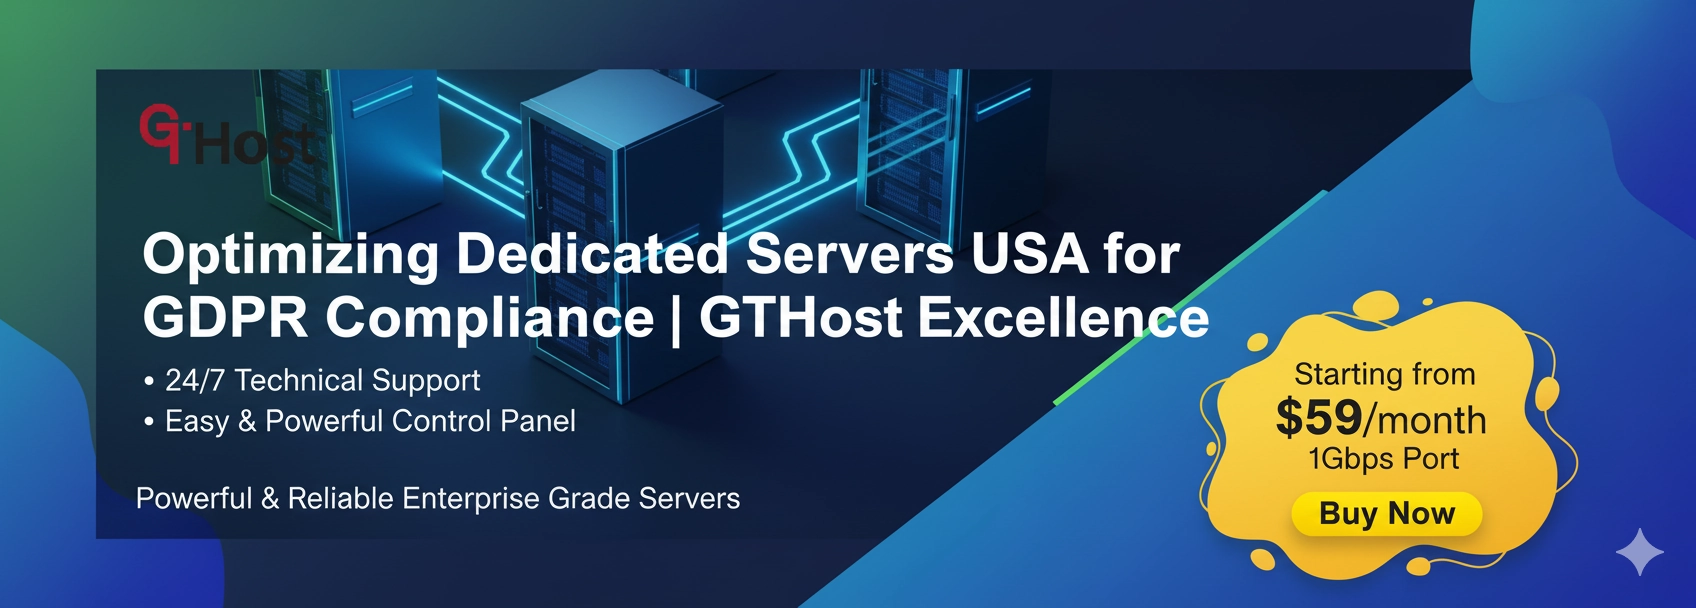 GTHost
Optimizing Dedicated Servers USA for
GDPR Compliance | GTHost Excellence
• 24/7 Technical Support
• Easy & Powerful Control Panel
Powerful & Reliable Enterprise Grade Servers
Starting from
$59/month
1Gbps Port
Buy Now